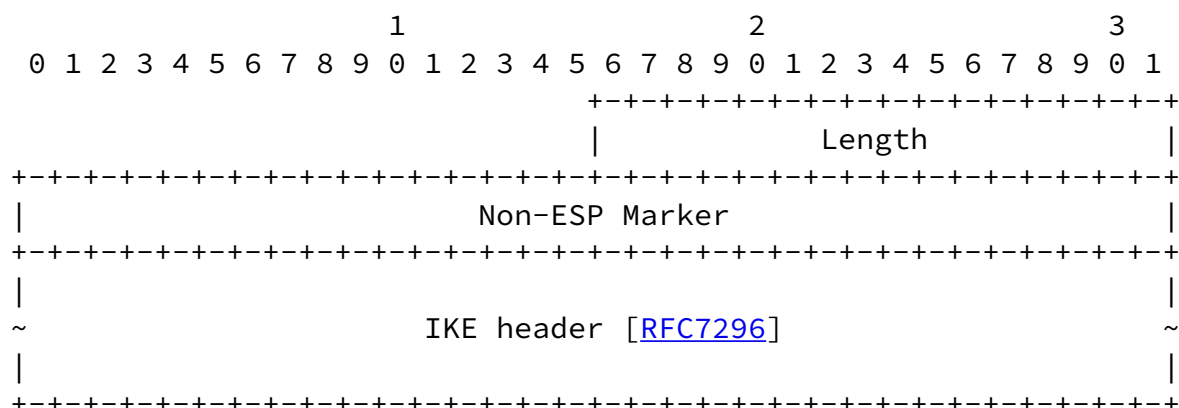 1                   2                   3
 0 1 2 3 4 5 6 7 8 9 0 1 2 3 4 5 6 7 8 9 0 1 2 3 4 5 6 7 8 9 0 1
                                +-+-+-+-+-+-+-+-+-+-+-+-+-+-+-+-+
                                |            Length             |
+-+-+-+-+-+-+-+-+-+-+-+-+-+-+-+-+-+-+-+-+-+-+-+-+-+-+-+-+-+-+-+-+
|                         Non-ESP Marker                        |
+-+-+-+-+-+-+-+-+-+-+-+-+-+-+-+-+-+-+-+-+-+-+-+-+-+-+-+-+-+-+-+-+
|                                                               |
~                      IKE header [RFC7296]                     ~
|                                                               |
+-+-+-+-+-+-+-+-+-+-+-+-+-+-+-+-+-+-+-+-+-+-+-+-+-+-+-+-+-+-+-+-+